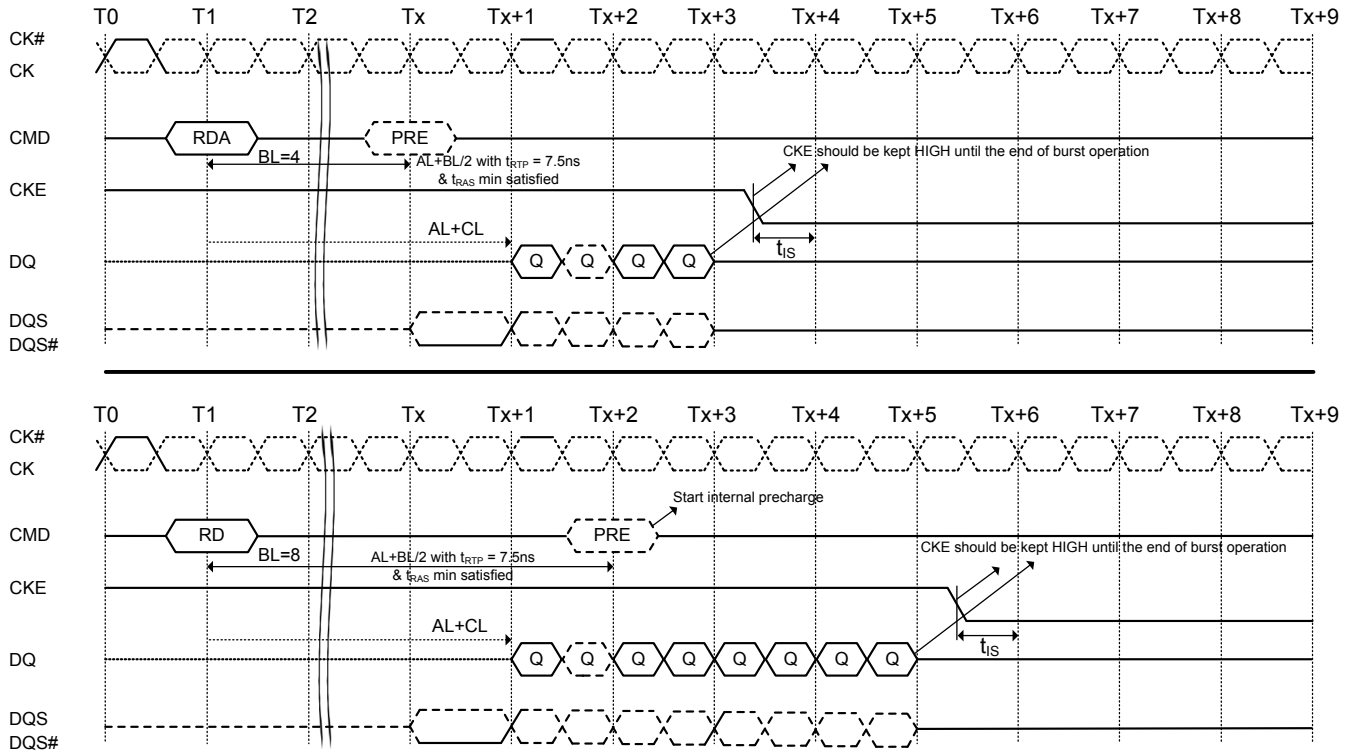 T0 T1 T2 Tx Tx+1 Tx+2 Tx+3 Tx+4 Tx+5 Tx+6 Tx+7 Tx+8 Tx+9
CK#
CK
CMD RDA PRE
BL=4 AL+BL/2 with tRTP = 7.5ns
& tRAS min satisfied
CKE should be kept HIGH until the end of burst operation
CKE
AL+CL
tIS
DQ Q Q Q Q
DQS
DQS#
T0 T1 T2 Tx Tx+1 Tx+2 Tx+3 Tx+4 Tx+5 Tx+6 Tx+7 Tx+8 Tx+9
CK#
CK
Start internal precharge
CMD RD PRE
BL=8 AL+BL/2 with tRTP = 7.5ns
& tRAS min satisfied
CKE should be kept HIGH until the end of burst operation
CKE
AL+CL
tIS
DQ Q Q Q Q Q Q Q Q
DQS
DQS#